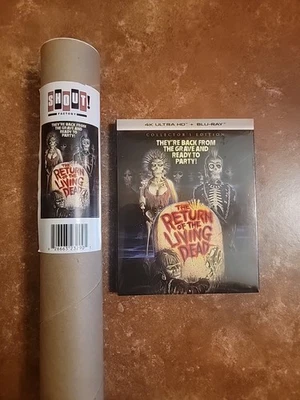 SHOUT!
FACTORY
THEY'RE BACK FROM
THE GRAVE AND
READY TO
PARTY!
THE
RETURN
OF THE
LIVING
DEAD
4K ULTRA HD + BLU-RAY
COLLECTOR'S EDITION
THEY'RE BACK FROM
THE GRAVE AND
READY TO
PARTY!
THE
RETURN
OF THE
LIVING
DEAD